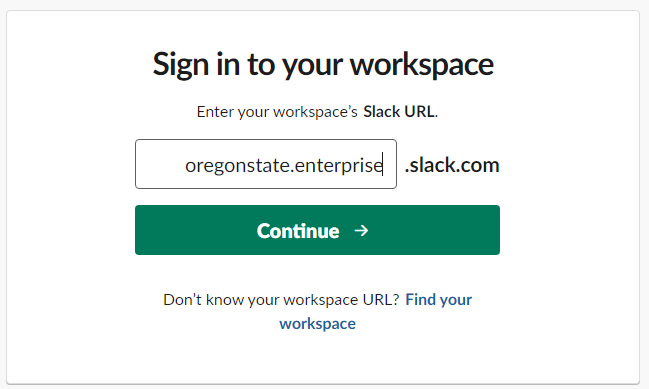 Sign in to your workspace
Enter your workspace's Slack URL.
oregonstate.enterprise .slack.com
Continue →
Don't know your workspace URL? Find your
workspace